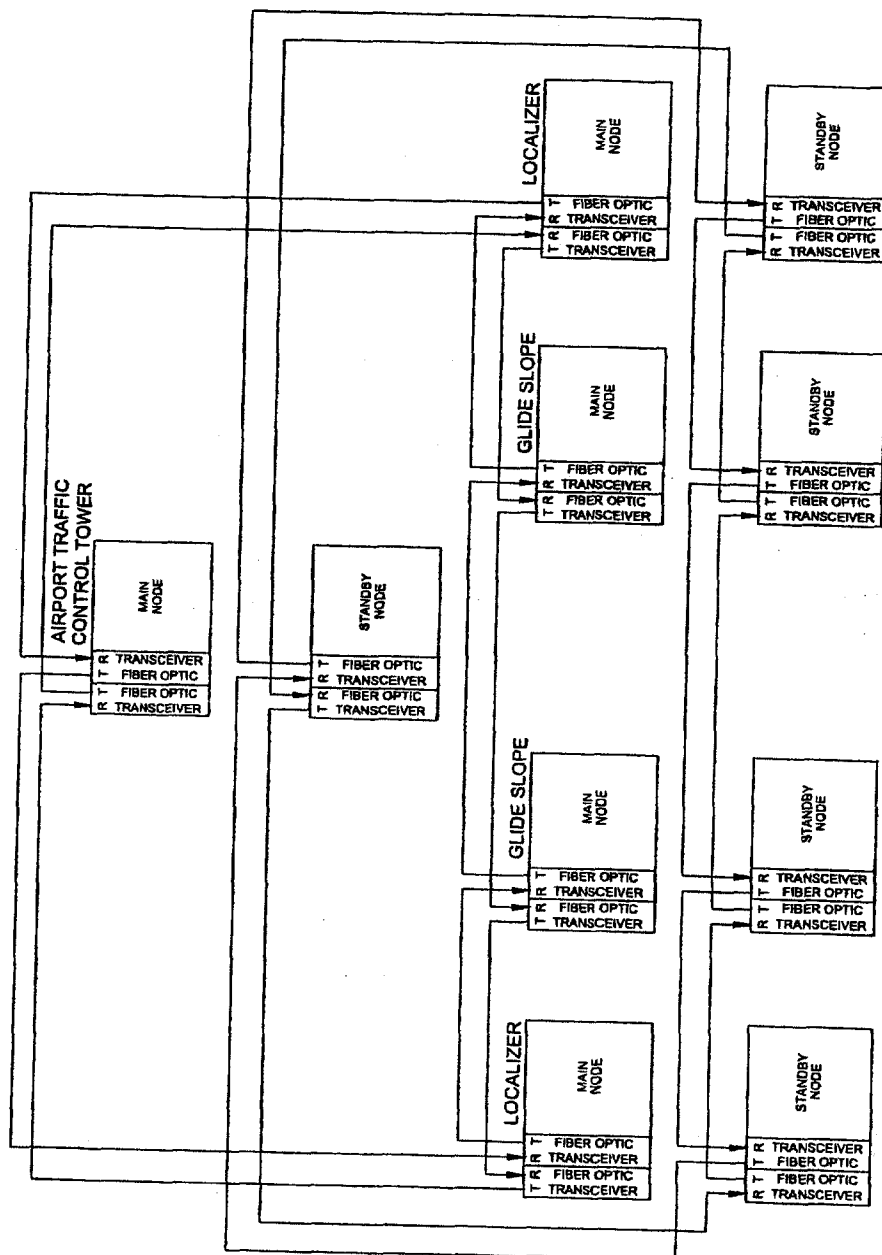 LOCALIZER
MAIN
NODE
T FIBER OPTIC
R TRANSCEIVER
R FIBER OPTIC
T TRANSCEIVER
STANDBY
NODE
R TRANSCEIVER
T FIBER OPTIC
T FIBER OPTIC
R TRANSCEIVER
GLIDE SLOPE
MAIN
NODE
T FIBER OPTIC
R TRANSCEIVER
R FIBER OPTIC
T TRANSCEIVER
STANDBY
NODE
R TRANSCEIVER
T FIBER OPTIC
T FIBER OPTIC
R TRANSCEIVER
AIRPORT TRAFFIC
CONTROL TOWER
MAIN
NODE
R TRANSCEIVER
T FIBER OPTIC
T FIBER OPTIC
R TRANSCEIVER
STANDBY
NODE
T FIBER OPTIC
R TRANSCEIVER
R FIBER OPTIC
T TRANSCEIVER
GLIDE SLOPE
MAIN
NODE
T FIBER OPTIC
R TRANSCEIVER
R FIBER OPTIC
T TRANSCEIVER
STANDBY
NODE
R TRANSCEIVER
T FIBER OPTIC
T FIBER OPTIC
R TRANSCEIVER
LOCALIZER
MAIN
NODE
T FIBER OPTIC
R TRANSCEIVER
R FIBER OPTIC
T TRANSCEIVER
STANDBY
NODE
R TRANSCEIVER
T FIBER OPTIC
T FIBER OPTIC
R TRANSCEIVER